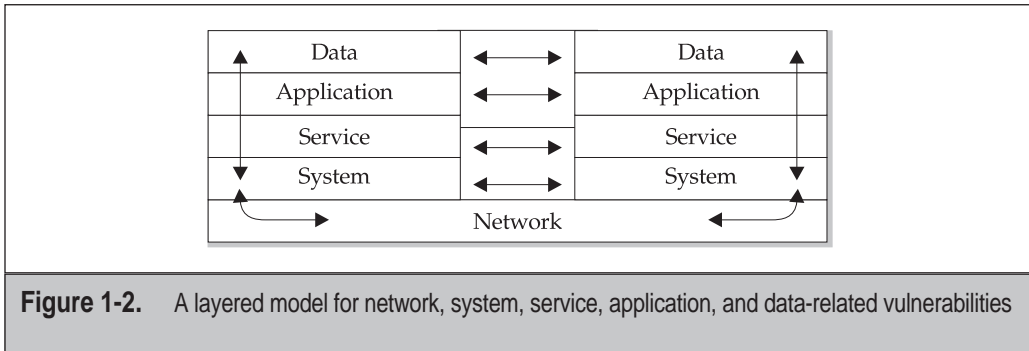 Data Data
Application Application
Service Service
System System
Network
Figure 1-2. A layered model for network, system, service, application, and data-related vulnerabilities